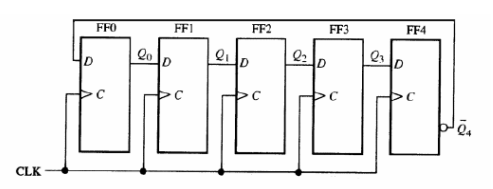 FF0 FF1 FF2 FF3 FF4
D Q₀ D Q₁ D Q₂ D Q₃ D
C C C C C
Q̅₄
CLK